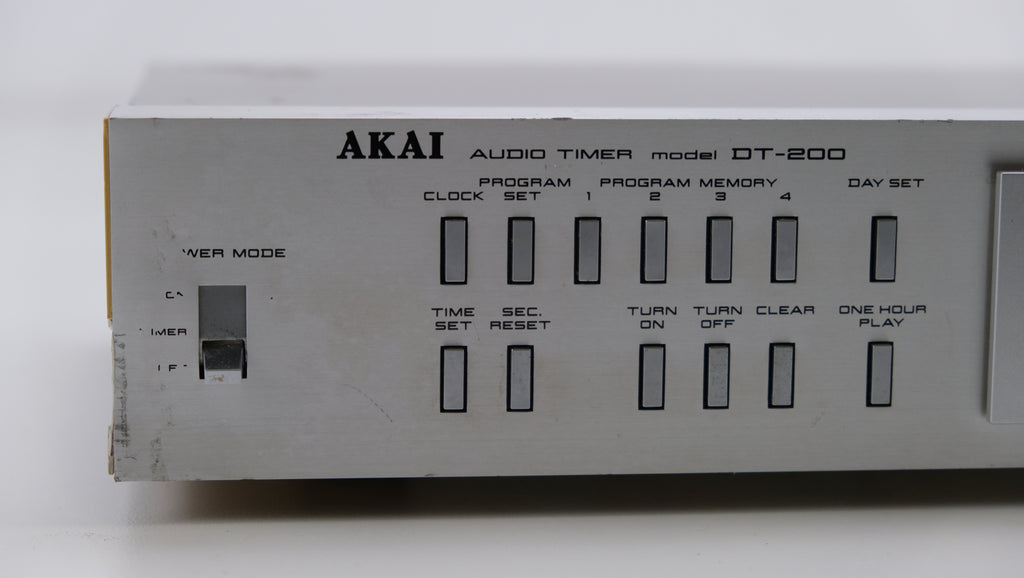 AKAI AUDIO TIMER model DT-200
PROGRAM PROGRAM MEMORY DAY SET
CLOCK SET 1 2 3 4
MODE
TIME SEC. TURN TURN CLEAR ONE HOUR
SET RESET ON OFF PLAY